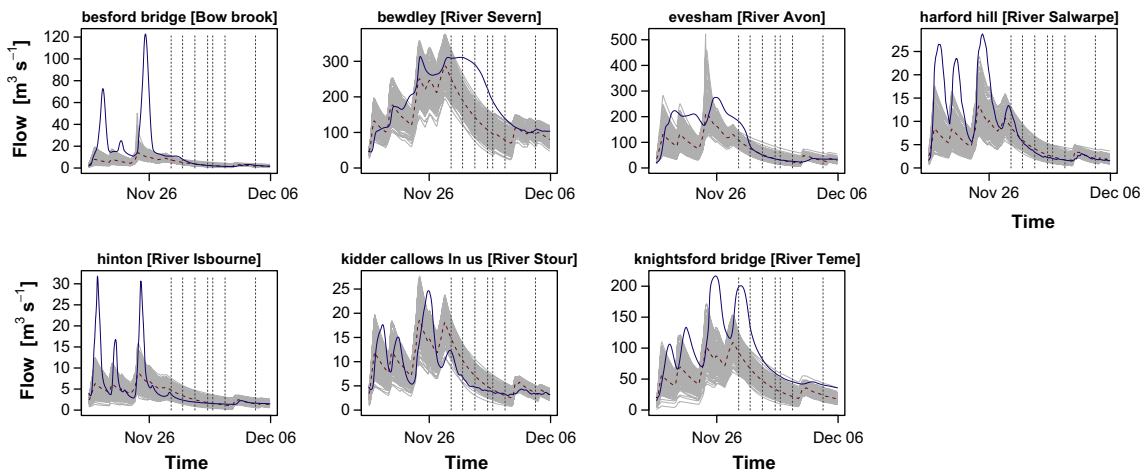 besford bridge [Bow brook]
bewdley [River Severn]
evesham [River Avon]
harford hill [River Salwarpe]
Flow [m³ s⁻¹]
120
100
80
60
40
20
0
300
200
100
0
500
400
300
200
100
0
25
20
15
10
5
0
Nov 26
Dec 06
Nov 26
Dec 06
Nov 26
Dec 06
Nov 26
Dec 06
Time
hinton [River Isbourne]
kidder callows ln us [River Stour]
knightsford bridge [River Teme]
Flow [m³ s⁻¹]
30
25
20
15
10
5
0
25
20
15
10
5
0
200
150
100
50
0
Nov 26
Dec 06
Nov 26
Dec 06
Nov 26
Dec 06
Time
Time
Time